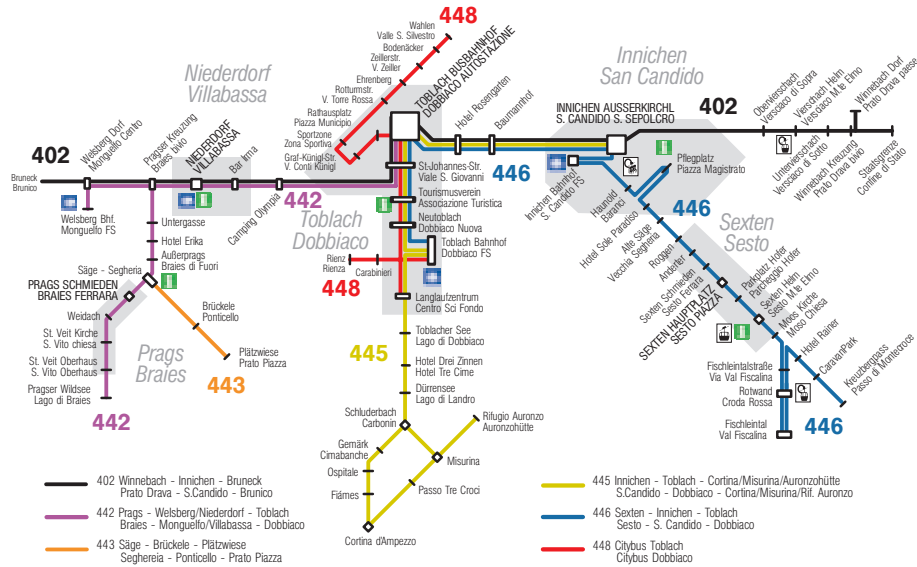 448
Wahlen
Valle S. Silvestro
Bodenäcker
Zeillerstr.
V. Zeiller
Ehrenberg
Rotturmstr.
V. Torre Rossa
Rathausplatz
Piazza Municipio
Sportzone
Zona Sportiva
Graf-Künigl-Str.
V. Conti Künigl
TOBLACH BUSBAHNHOF
DOBBIACO AUTOSTAZIONE
Hotel Rosengarten
Baumannhof
446
Niederdorf
Villabassa
402
Bruneck
Brunico
Welsberg Dorf
Monguelfo Centro
Welsberg Bhf.
Monguelfo FS
Pragser Kreuzung
Braies bivio
NIEDERDORF
VILLABASSA
Bar Irma
Camping Olympia
442
Innichen
San Candido
INNICHEN AUSSERKIRCHL
S. CANDIDO S. SEPOLCRO
402
Obervierschach
Versciaco di Sopra
Vierschach Helm
Versciaco M.te Elmo
Winnebach Dorf
Prato Drava paese
Untervierschach
Versciaco di Sotto
Winnebach Kreuzung
Prato Drava bivio
Staatsgrenze
Confine di Stato
Innichen Bahnhof
S. Candido FS
Pflegplatz
Piazza Magistrato
446
Haunold
Baranci
Hotel Sole Paradiso
Alte Säge
Vecchia Segheria
Roggen
Anderter
Sexten Schmieden
Sesto Ferrara
SEXTEN HAUPTPLATZ
SESTO PIAZZA
Sexten
Sesto
Parkplatz Hofer
Parcheggio Hofer
Sexten Helm
Sesto M.te Elmo
Moos Kirche
Moso Chiesa
Hotel Rainer
CaravanPark
Kreuzbergpass
Passo di Montecroce
Fischleintalstraße
Via Val Fiscalina
Rotwand
Croda Rossa
Fischleintal
Val Fiscalina
446
St-Johannes-Str.
Viale S. Giovanni
Tourismusverein
Associazione Turistica
Neutoblach
Dobbiaco Nuova
Toblach Bahnhof
Dobbiaco FS
Toblach
Dobbiaco
Rienz
Rienza
Carabinieri
448
Langlaufzentrum
Centro Sci Fondo
Toblacher See
Lago di Dobbiaco
445
Hotel Drei Zinnen
Hotel Tre Cime
Dürrensee
Lago di Landro
Schluderbach
Carbonin
Rifugio Auronzo
Auronzohütte
Gemärk
Cimabanche
Misurina
Ospitale
Fiámes
Passo Tre Croci
Cortina d'Ampezzo
Untergasse
Hotel Erika
Außerprags
Braies di Fuori
Säge - Segheria
PRAGS SCHMIEDEN
BRAIES FERRARA
Weidach
St. Veit Kirche
S. Vito chiesa
St. Veit Oberhaus
S. Vito Oberhaus
Pragser Wildsee
Lago di Braies
442
Prags
Braies
Brückele
Ponticello
Plätzwiese
Prato Piazza
443
402 Winnebach - Innichen - Bruneck
Prato Drava - S.Candido - Brunico
442 Prags - Welsberg/Niederdorf - Toblach
Braies - Monguelfo/Villabassa - Dobbiaco
443 Säge - Brückele - Plätzwiese
Seghereia - Ponticello - Prato Piazza
445 Innichen - Toblach - Cortina/Misurina/Auronzohütte
S.Candido - Dobbiaco - Cortina/Misurina/Rif. Auronzo
446 Sexten - Innichen - Toblach
Sesto - S. Candido - Dobbiaco
448 Citybus Toblach
Citybus Dobbiaco